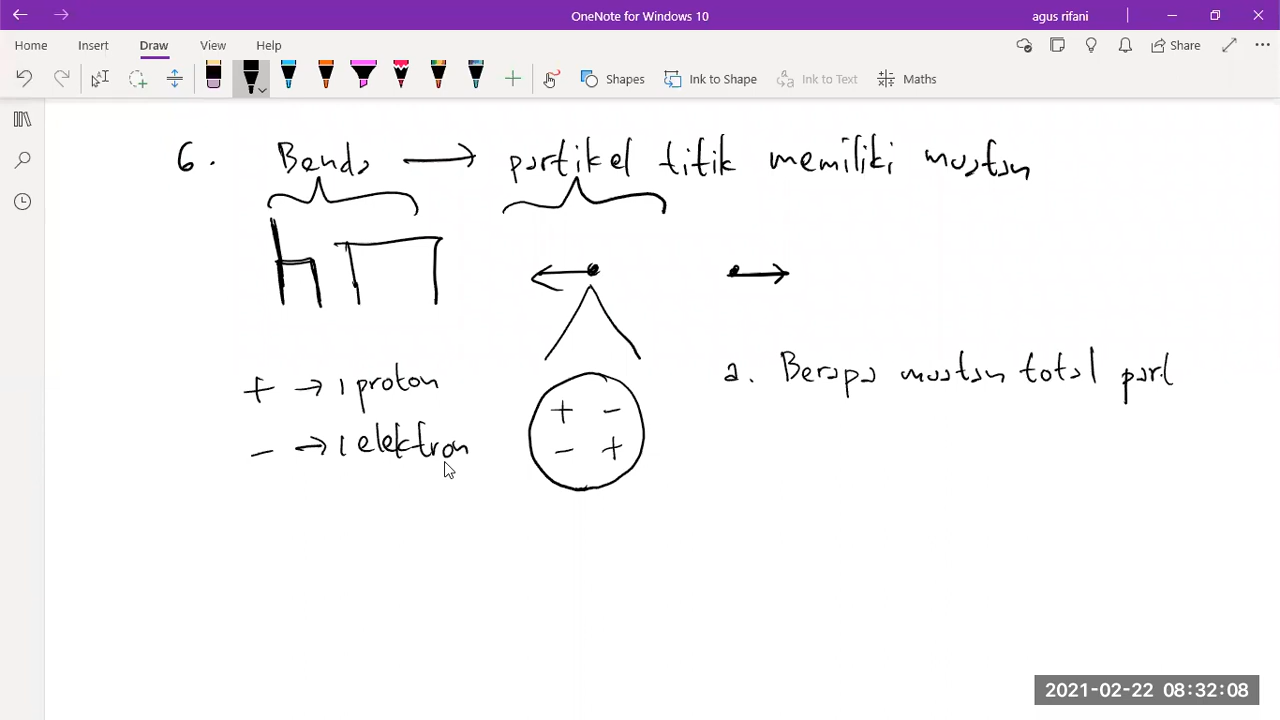 OneNote for Windows 10
agus rifani
Home Insert Draw View Help
Share
Shapes
Ink to Shape
Ink to Text
Maths
6. Benda → partikel titik memiliki muatan
+ → 1 proton
- → 1 elektron
+ -
- +
a. Berapa muatan total part
2021-02-22 08:32:08